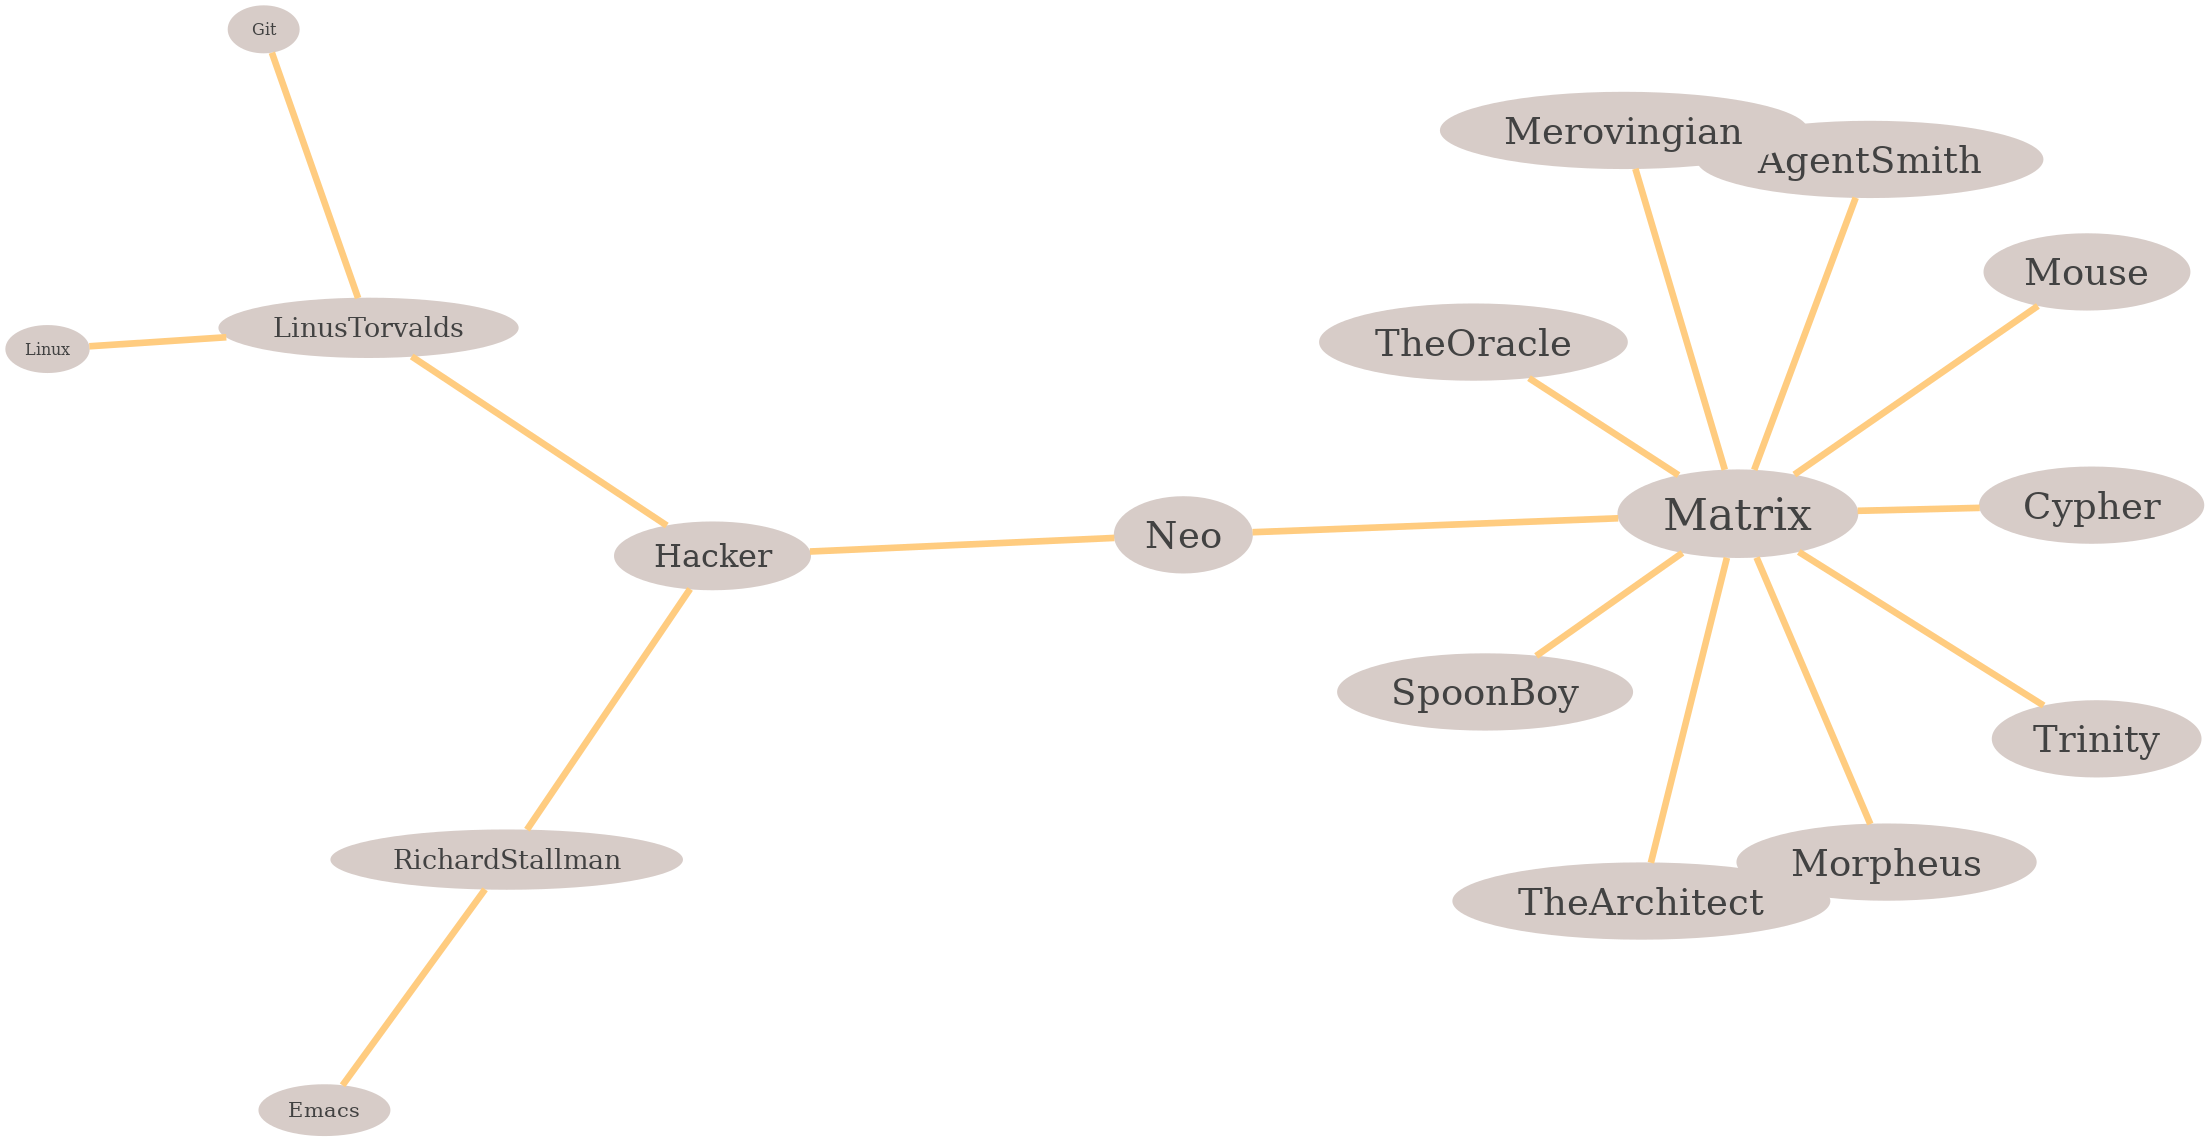 Git
Merovingian
AgentSmith
Mouse
LinusTorvalds
TheOracle
Linux
Matrix
Cypher
Neo
Hacker
SpoonBoy
Trinity
RichardStallman
Morpheus
TheArchitect
Emacs